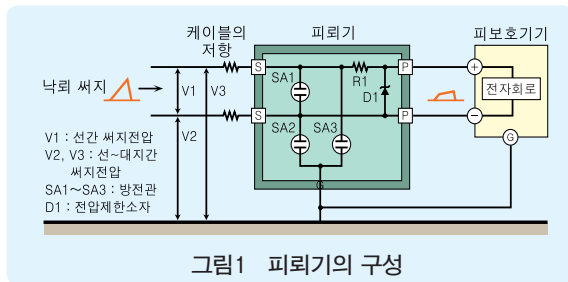 케이블의
저항
피뢰기
피보호기기
낙뢰 써지
V1
V3
V2
S
S
SA1
SA2
SA3
R1
D1
P
P
G
+
−
전자회로
G
V1 : 선간 써지전압
V2, V3 : 선~대지간
써지전압
SA1~SA3 : 방전관
D1 : 전압제한소자
그림1 피뢰기의 구성